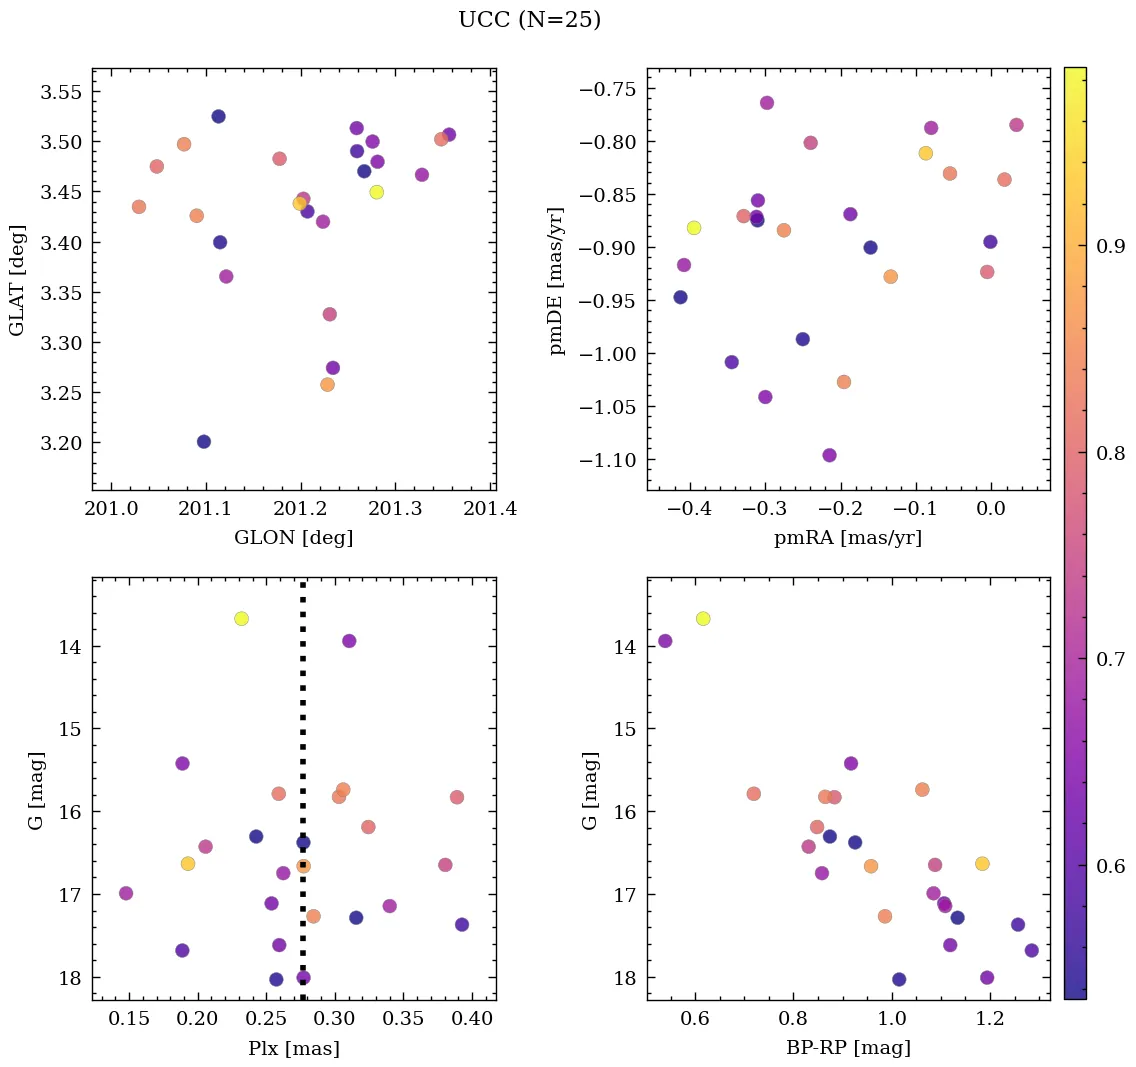 UCC (N=25)
3.55
3.50
3.45
3.40
3.35
3.30
3.25
3.20
GLAT [deg]
201.0 201.1 201.2 201.3 201.4
GLON [deg]
−0.75
−0.80
−0.85
−0.90
−0.95
−1.00
−1.05
−1.10
pmDE [mas/yr]
−0.4 −0.3 −0.2 −0.1 0.0
pmRA [mas/yr]
14
15
16
17
18
G [mag]
0.15 0.20 0.25 0.30 0.35 0.40
Plx [mas]
14
15
16
17
18
G [mag]
0.6 0.8 1.0 1.2
BP-RP [mag]
0.9
0.8
0.7
0.6